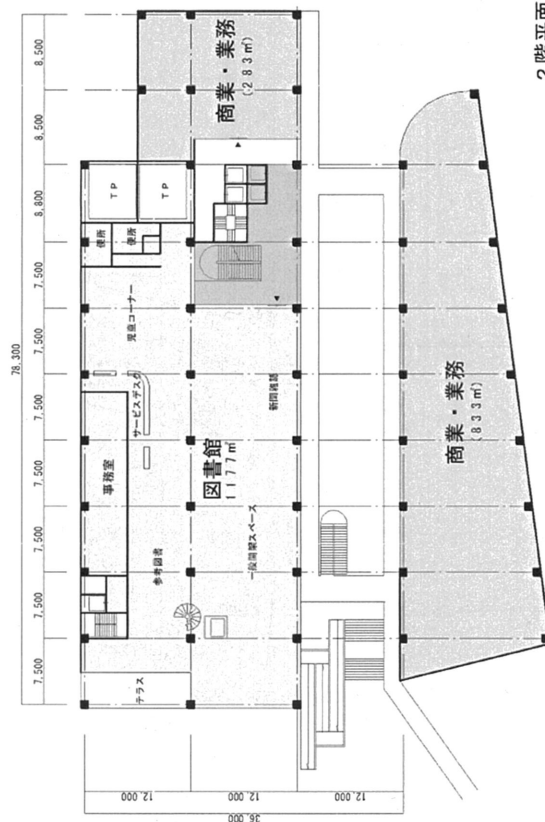 2階平面
78,300
7,500
7,500
7,500
7,500
7,500
7,500
7,500
8,800
8,500
8,500
36,000
12,000
12,000
12,000
テラス
参考図書
事務室
サービスデスク
児童コーナー
便所
便所
TP
TP
図書館
1177㎡
一般開架スペース
新聞雑誌
商業・業務
(283㎡)
商業・業務
(833㎡)